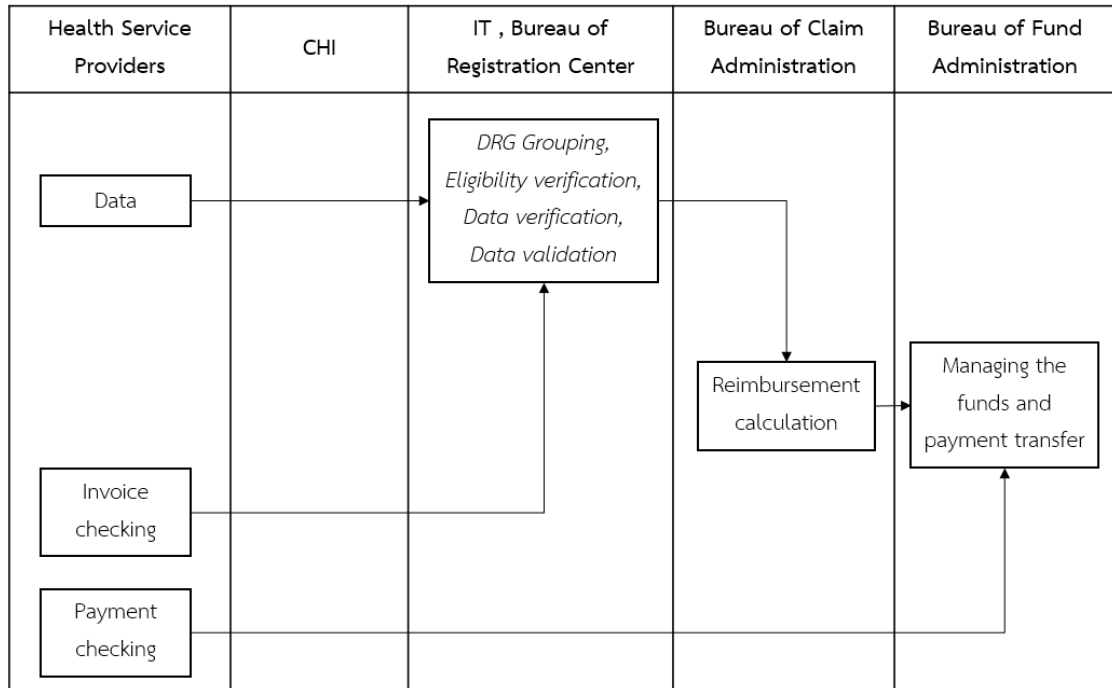 Health Service
Providers
CHI
IT , Bureau of
Registration Center
Bureau of Claim
Administration
Bureau of Fund
Administration
Data
DRG Grouping,
Eligibility verification,
Data verification,
Data validation
Reimbursement
calculation
Managing the
funds and
payment transfer
Invoice
checking
Payment
checking